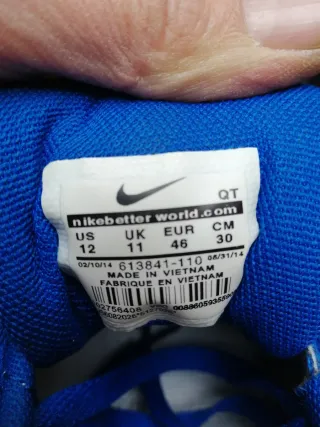 QT
nikebetterworld.com
US UK EUR CM
12 11 46 30
02/10/14 613841-110 05/31/14
MADE IN VIETNAM
FABRIQUE EN VIETNAM